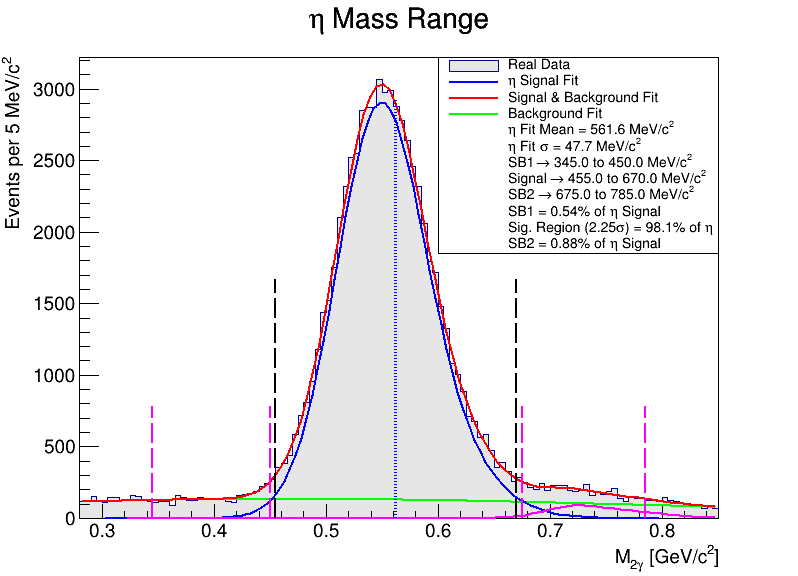 η Mass Range
Events per 5 MeV/c²
3000
2500
2000
1500
1000
500
0
Real Data
η Signal Fit
Signal & Background Fit
Background Fit
η Fit Mean = 561.6 MeV/c²
η Fit σ = 47.7 MeV/c²
SB1 → 345.0 to 450.0 MeV/c²
Signal → 455.0 to 670.0 MeV/c²
SB2 → 675.0 to 785.0 MeV/c²
SB1 = 0.54% of η Signal
Sig. Region (2.25σ) = 98.1% of η
SB2 = 0.88% of η Signal
0.3 0.4 0.5 0.6 0.7 0.8
M₂ᵧ [GeV/c²]